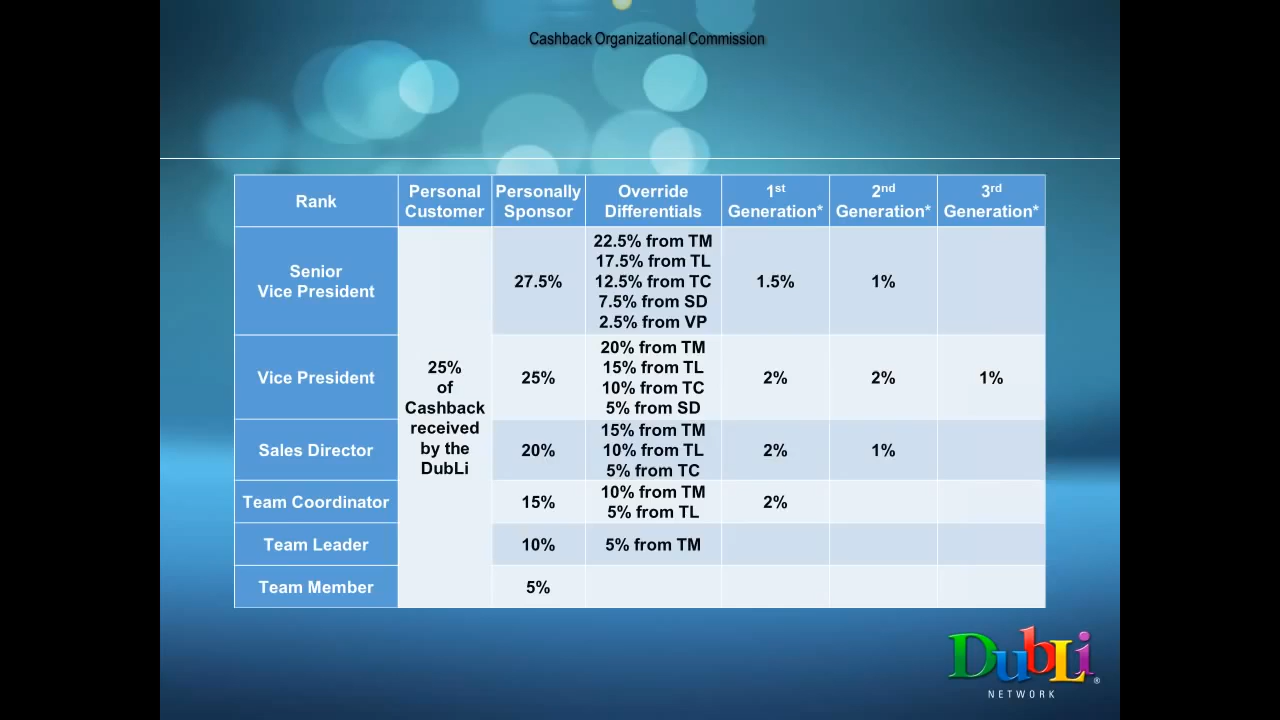 Cashback Organizational Commission
Rank
Personal
Customer
Personally
Sponsor
Override
Differentials
1st
Generation*
2nd
Generation*
3rd
Generation*
Senior
Vice President
27.5%
22.5% from TM
17.5% from TL
12.5% from TC
7.5% from SD
2.5% from VP
1.5%
1%
Vice President
25%
of
Cashback
received
by the
DubLi
25%
20% from TM
15% from TL
10% from TC
5% from SD
2%
2%
1%
Sales Director
20%
15% from TM
10% from TL
5% from TC
2%
1%
Team Coordinator
15%
10% from TM
5% from TL
2%
Team Leader
10%
5% from TM
Team Member
5%
DubLi®
NETWORK